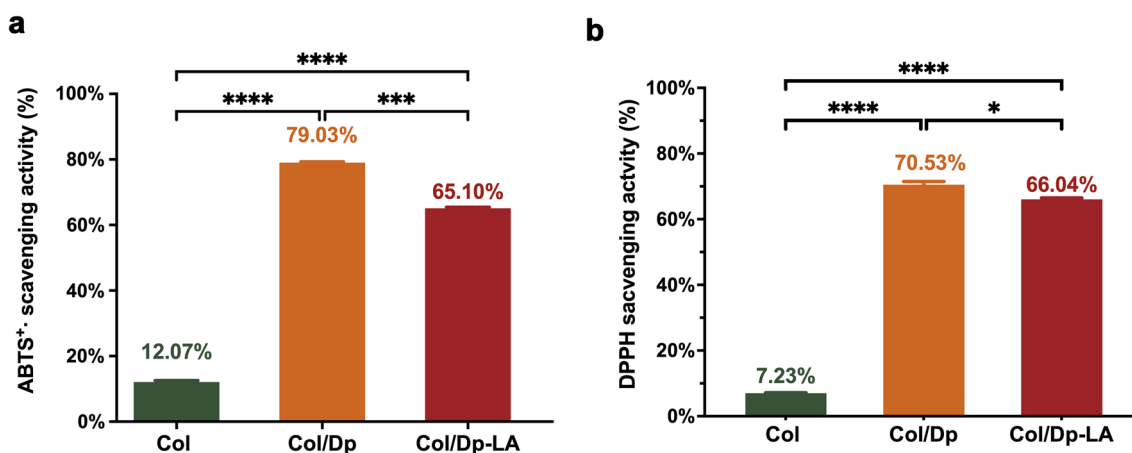 a
ABTS⁺· scavenging activity (%)
100%
80%
60%
40%
20%
0%
****
****
***
12.07%
79.03%
65.10%
Col
Col/Dp
Col/Dp-LA
b
DPPH sacvenging actvity (%)
100%
80%
60%
40%
20%
0%
****
****
*
7.23%
70.53%
66.04%
Col
Col/Dp
Col/Dp-LA